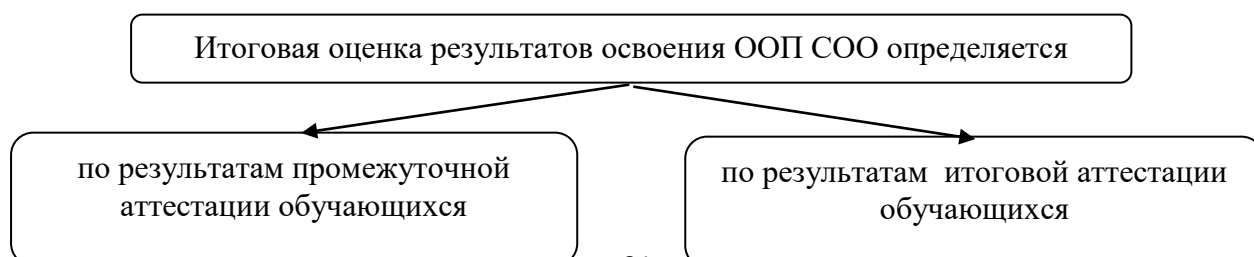 Итоговая оценка результатов освоения ООП СОО определяется
по результатам промежуточной
аттестации обучающихся
по результатам итоговой аттестации
обучающихся